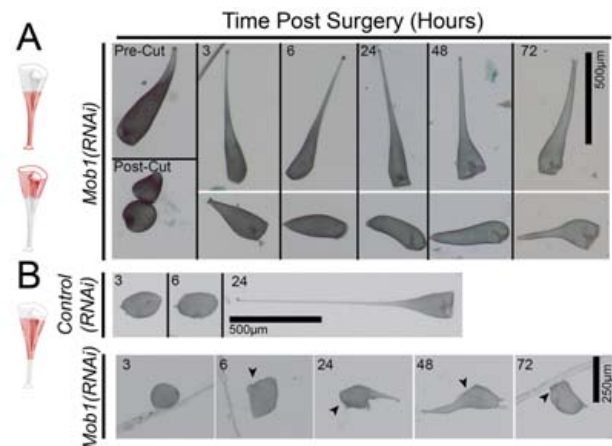 Time Post Surgery (Hours)
A
Mob1(RNAi)
Pre-Cut
3
6
24
48
72
500µm
Post-Cut
B
Control
(RNAi)
3
6
24
500µm
Mob1(RNAi)
3
6
24
48
72
250µm